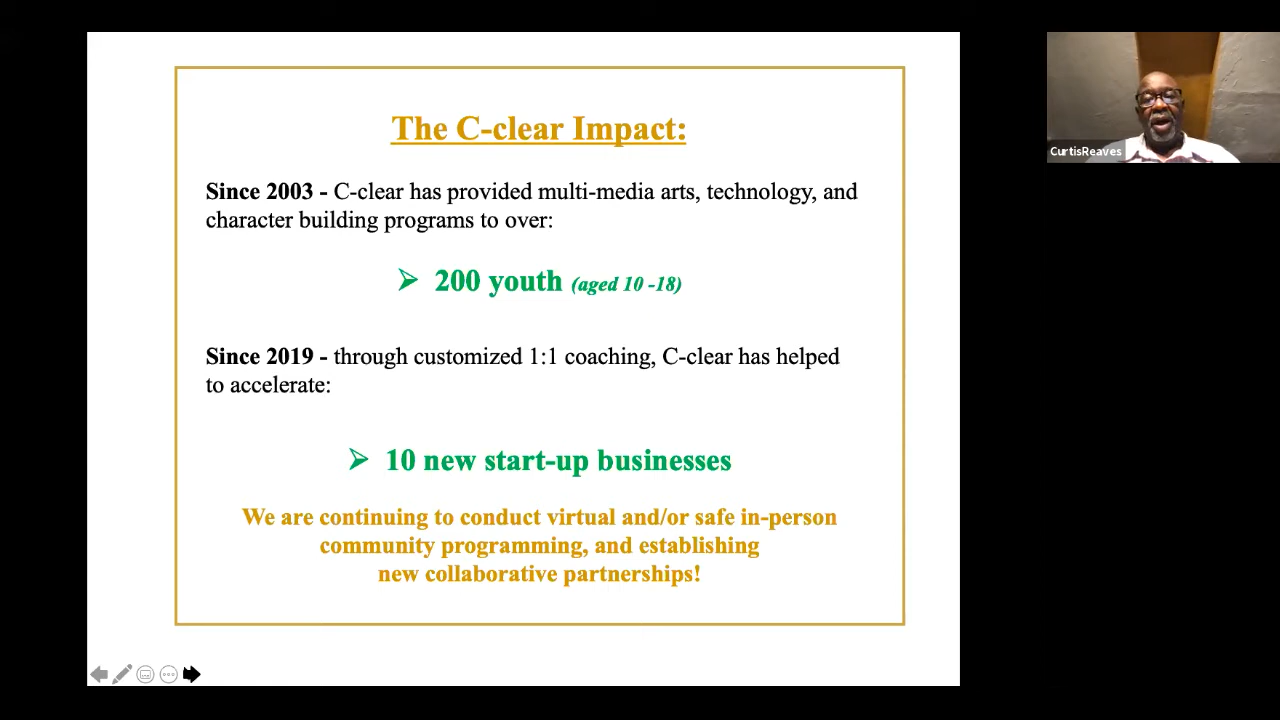 The C-clear Impact:
Since 2003 - C-clear has provided multi-media arts, technology, and
character building programs to over:
➢ 200 youth (aged 10 -18)
Since 2019 - through customized 1:1 coaching, C-clear has helped
to accelerate:
➢ 10 new start-up businesses
We are continuing to conduct virtual and/or safe in-person
community programming, and establishing
new collaborative partnerships!
CurtisReaves